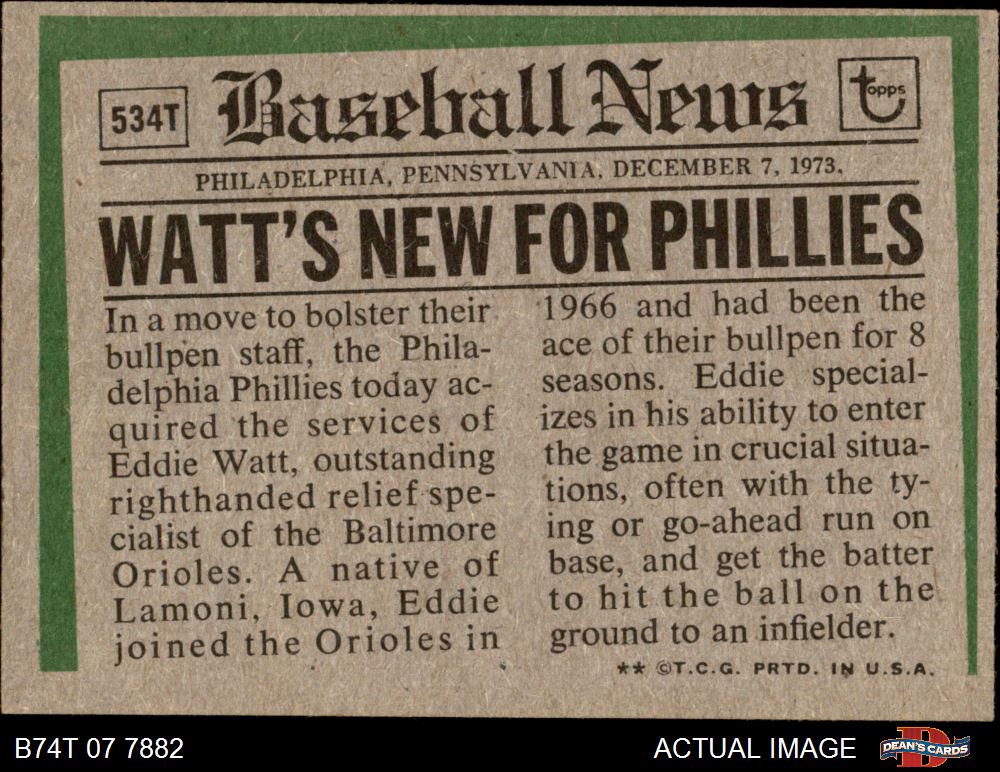 534T
Baseball News
topps
PHILADELPHIA, PENNSYLVANIA, DECEMBER 7, 1973.
WATT'S NEW FOR PHILLIES
In a move to bolster their
bullpen staff, the Phila-
delphia Phillies today ac-
quired the services of
Eddie Watt, outstanding
righthanded relief spe-
cialist of the Baltimore
Orioles. A native of
Lamoni, Iowa, Eddie
joined the Orioles in
1966 and had been the
ace of their bullpen for 8
seasons. Eddie special-
izes in his ability to enter
the game in crucial situa-
tions, often with the ty-
ing or go-ahead run on
base, and get the batter
to hit the ball on the
ground to an infielder.
** ©T.C.G. PRTD. IN U.S.A.
B74T 07 7882
ACTUAL IMAGE
D
DEAN'S CARDS